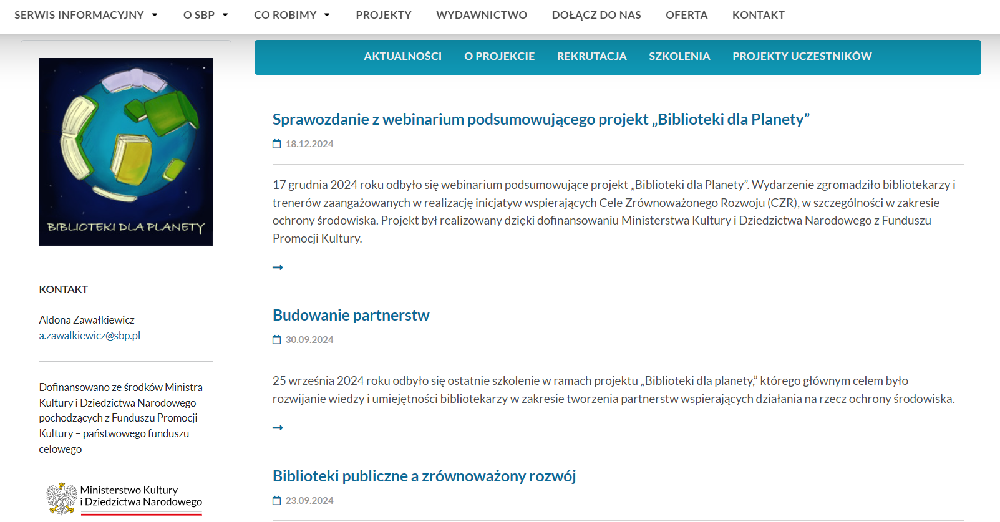 SERWIS INFORMACYJNY O SBP CO ROBIMY PROJEKTY WYDAWNICTWO DOŁĄCZ DO NAS OFERTA KONTAKT
BIBLIOTEKI DLA PLANETY
KONTAKT
Aldona Zawałkiewicz
a.zawalkiewicz@sbp.pl
Dofinansowano ze środków Ministra
Kultury i Dziedzictwa Narodowego
pochodzących z Funduszu Promocji
Kultury – państwowego funduszu
celowego
Ministerstwo Kultury
i Dziedzictwa Narodowego
AKTUALNOŚCI O PROJEKCIE REKRUTACJA SZKOLENIA PROJEKTY UCZESTNIKÓW
Sprawozdanie z webinarium podsumowującego projekt „Biblioteki dla Planety”
18.12.2024
17 grudnia 2024 roku odbyło się webinarium podsumowujące projekt „Biblioteki dla Planety”. Wydarzenie zgromadziło bibliotekarzy i
trenerów zaangażowanych w realizację inicjatyw wspierających Cele Zrównoważonego Rozwoju (CZR), w szczególności w zakresie
ochrony środowiska. Projekt był realizowany dzięki dofinansowaniu Ministerstwa Kultury i Dziedzictwa Narodowego z Funduszu
Promocji Kultury.
Budowanie partnerstw
30.09.2024
25 września 2024 roku odbyło się ostatnie szkolenie w ramach projektu „Biblioteki dla planety,” którego głównym celem było
rozwijanie wiedzy i umiejętności bibliotekarzy w zakresie tworzenia partnerstw wspierających działania na rzecz ochrony środowiska.
Biblioteki publiczne a zrównoważony rozwój
23.09.2024